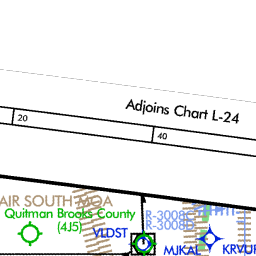 Adjoins Chart L-24
20
40
AIR SOUTH MOA
Quitman Brooks County
(4J5)
R-3008C
R-3008D
VLDST
MJKAL
KRVUR